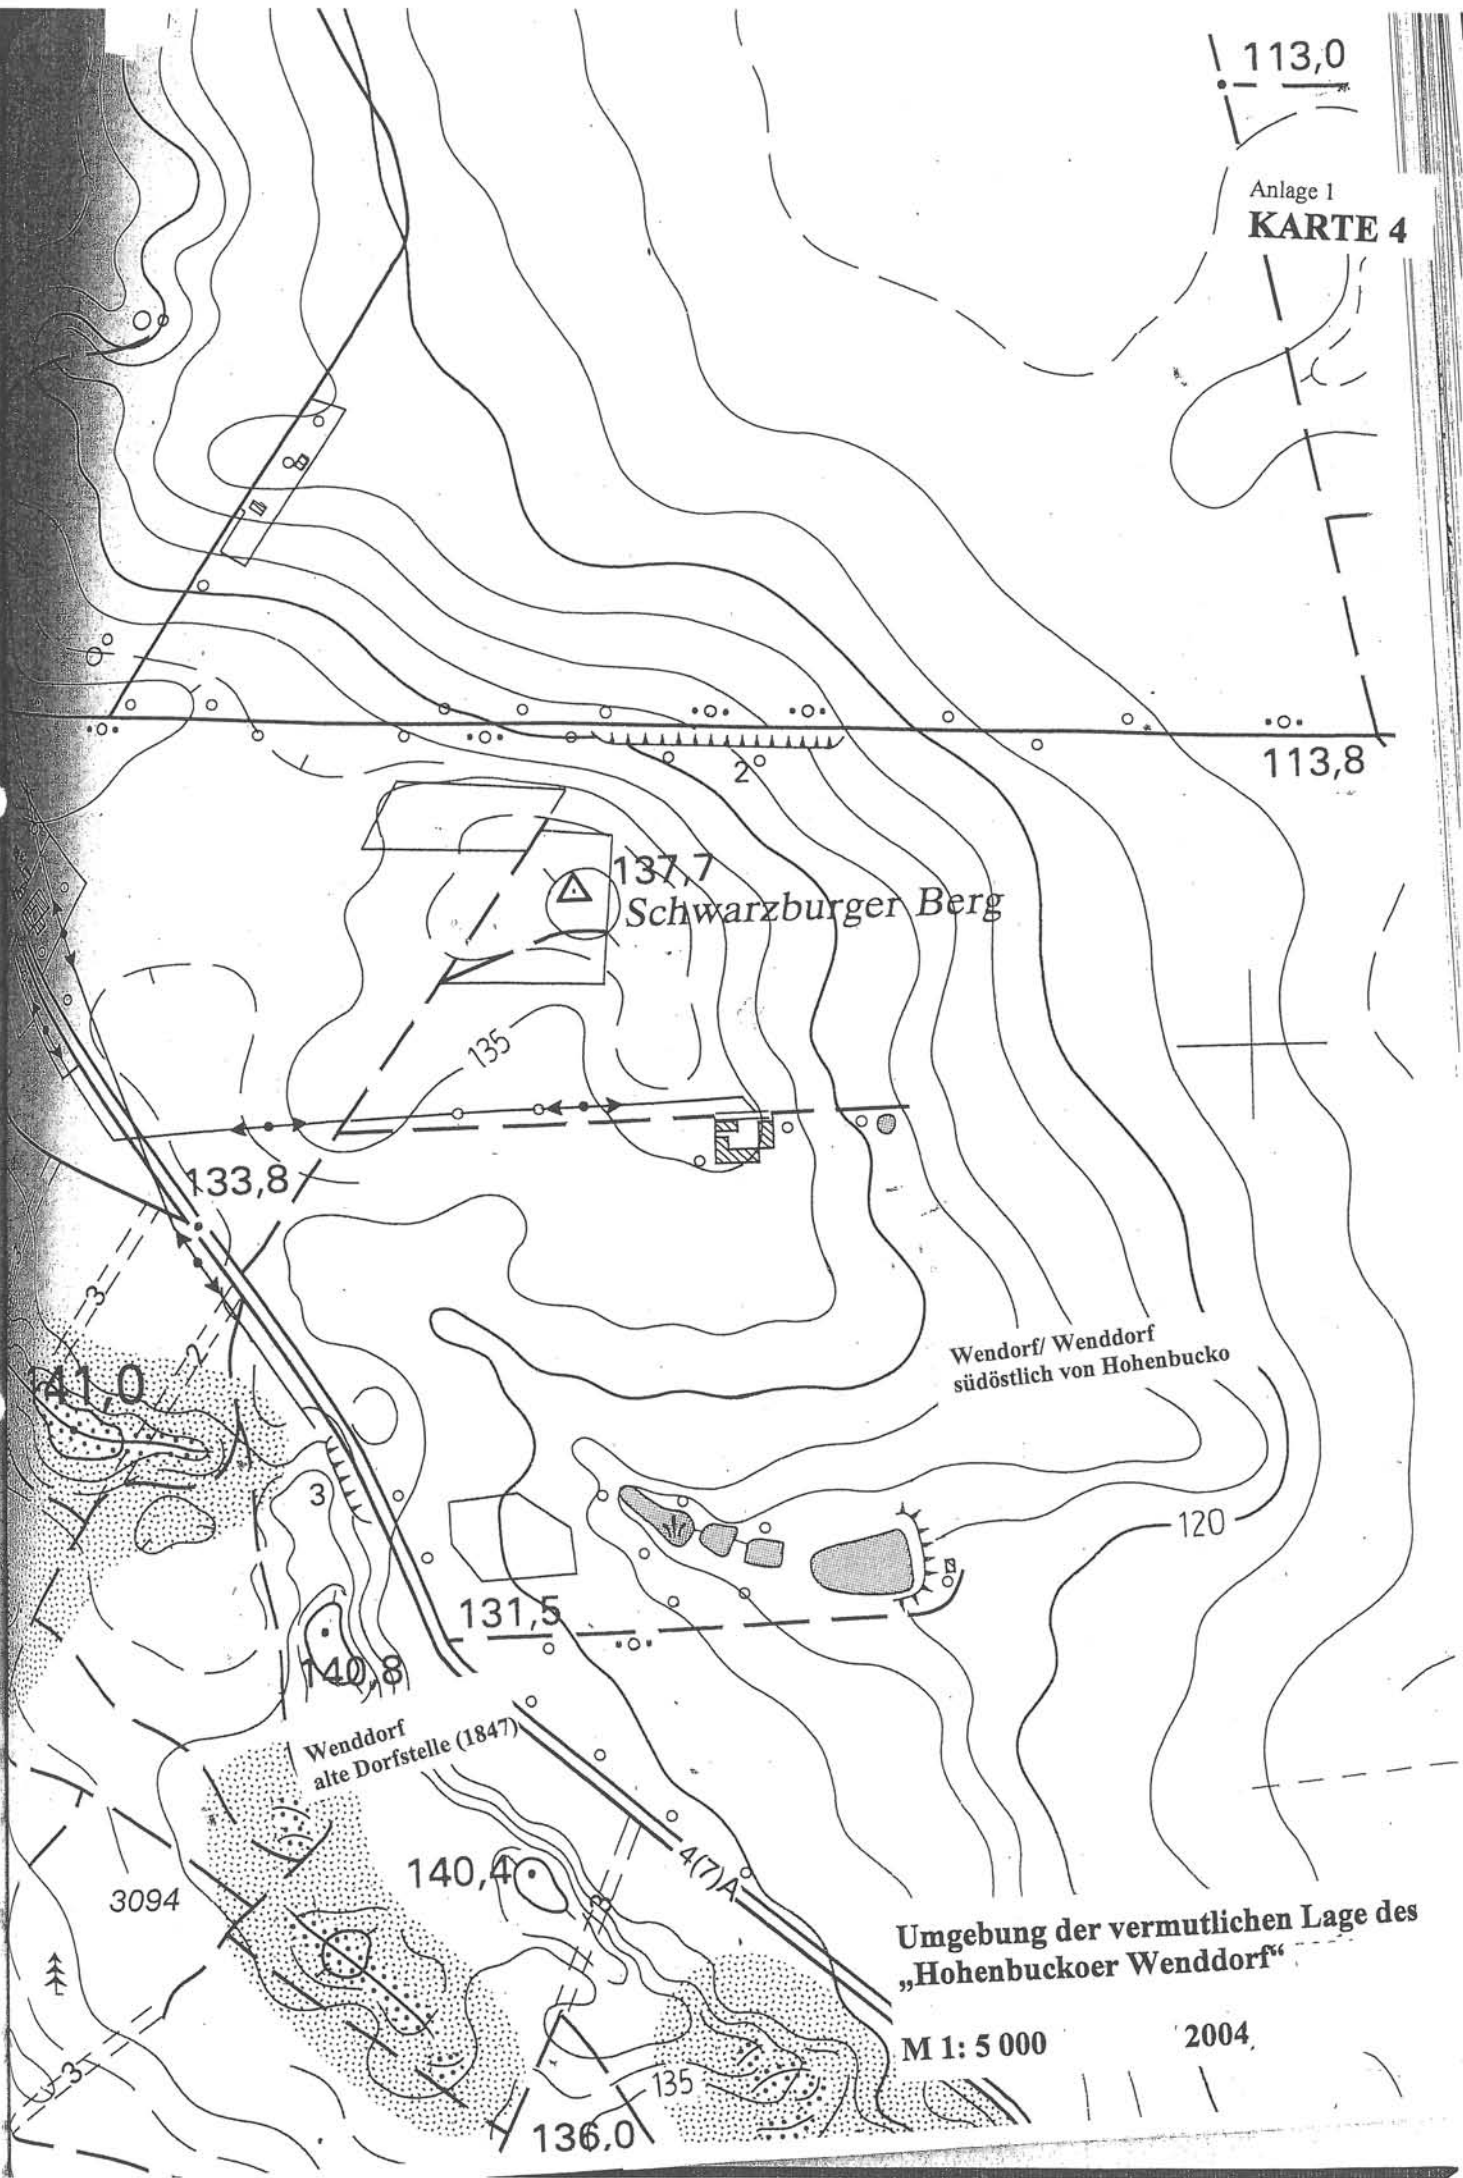 113,0
Anlage 1
KARTE 4
113,8
2
137,7
Schwarzburger Berg
135
133,8
3
2
141,0
Wendorf/ Wenddorf
südöstlich von Hohenbucko
3
120
131,5
140,8
Wenddorf
alte Dorfstelle (1847)
4(7)A
140,4
3
3094
Umgebung der vermutlichen Lage des
„Hohenbuckoer Wenddorf“
M 1: 5 000
2004
3
135
136,0